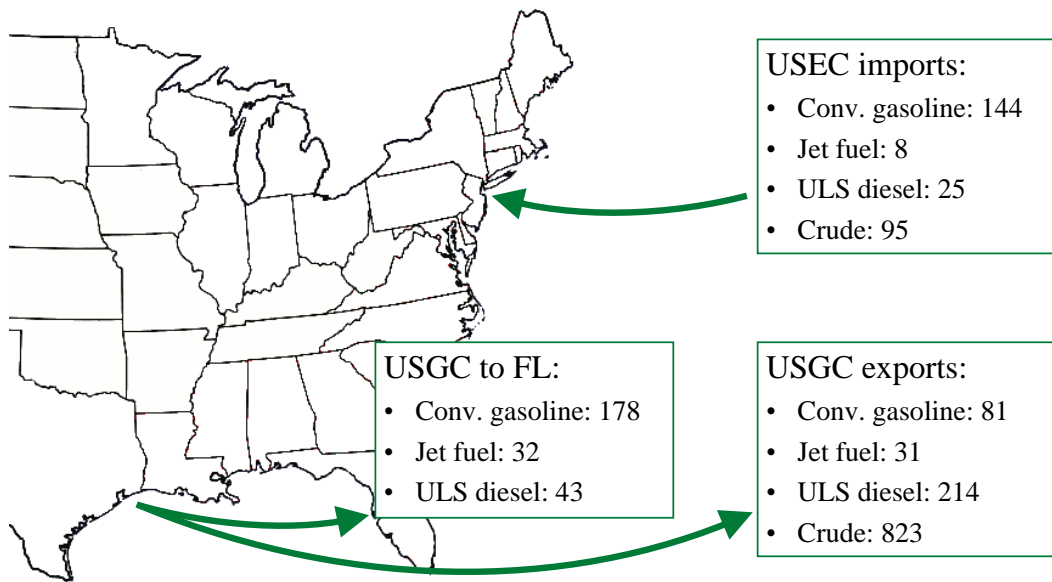 USEC imports:
• Conv. gasoline: 144
• Jet fuel: 8
• ULS diesel: 25
• Crude: 95
USGC to FL:
• Conv. gasoline: 178
• Jet fuel: 32
• ULS diesel: 43
USGC exports:
• Conv. gasoline: 81
• Jet fuel: 31
• ULS diesel: 214
• Crude: 823